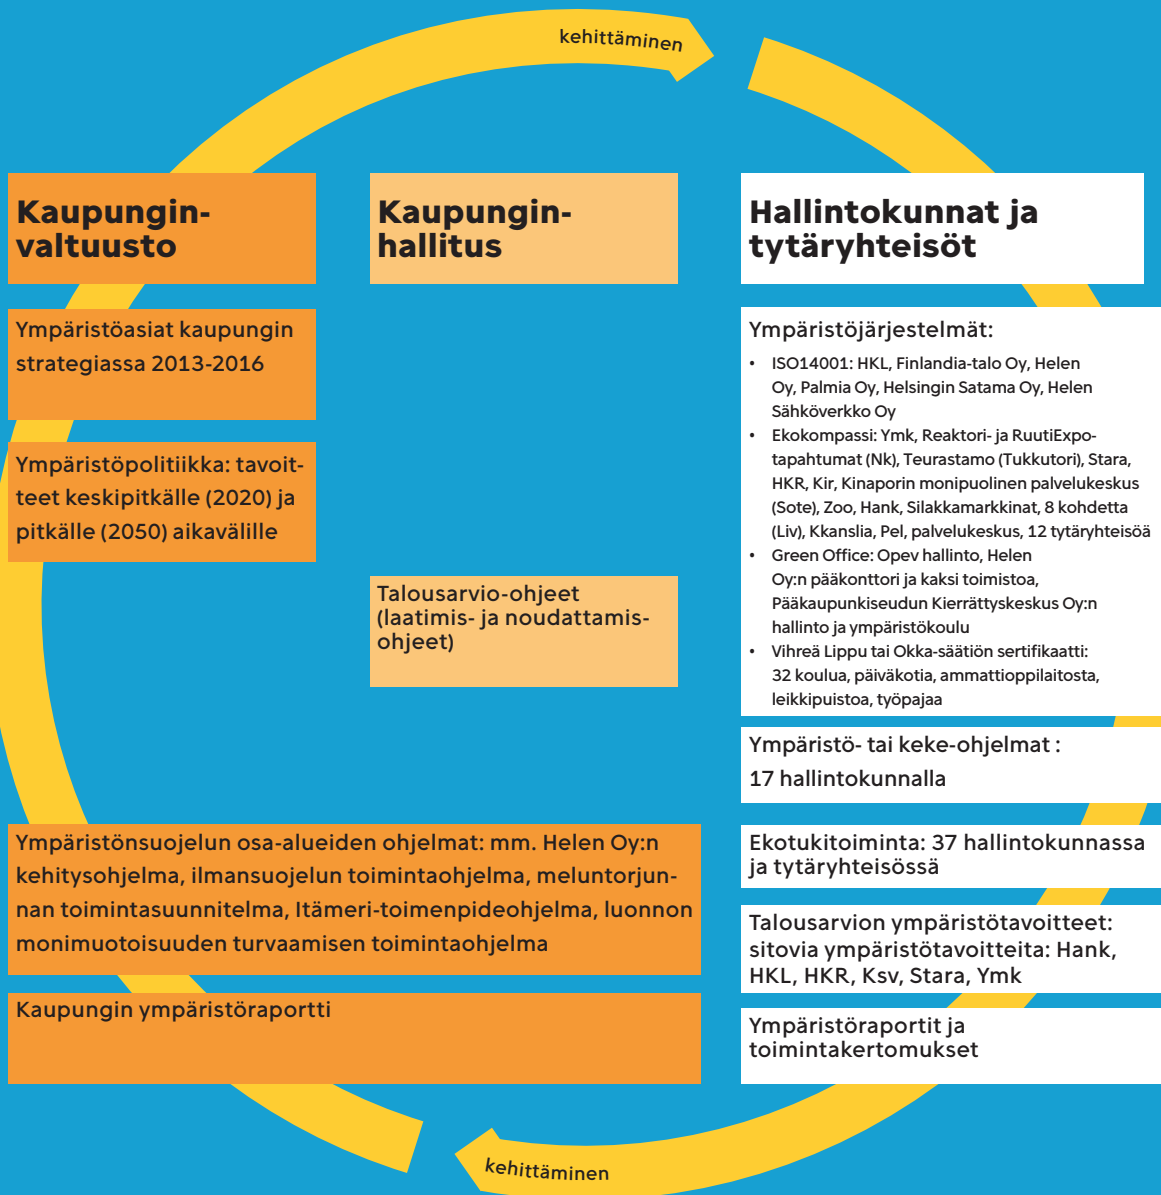 kehittäminen
Kaupungin-
valtuusto
Ympäristöasiat kaupungin
strategiassa 2013-2016
Ympäristöpolitiikka: tavoit-
teet keskipitkälle (2020) ja
pitkälle (2050) aikavälille
Kaupungin-
hallitus
Talousarvio-ohjeet
(laatimis- ja noudattamis-
ohjeet)
Ympäristönsuojelun osa-alueiden ohjelmat: mm. Helen Oy:n
kehitysohjelma, ilmansuojelun toimintaohjelma, meluntorjun-
nan toimintasuunnitelma, Itämeri-toimenpideohjelma, luonnon
monimuotoisuuden turvaamisen toimintaohjelma
Kaupungin ympäristöraportti
Hallintokunnat ja
tytäryhteisöt
Ympäristöjärjestelmät:
• ISO14001: HKL, Finlandia-talo Oy, Helen
Oy, Palmia Oy, Helsingin Satama Oy, Helen
Sähköverkko Oy
• Ekokompassi: Ymk, Reaktori- ja RuutiExpo-
tapahtumat (Nk), Teurastamo (Tukkutori), Stara,
HKR, Kir, Kinaporin monipuolinen palvelukeskus
(Sote), Zoo, Hank, Silakkamarkkinat, 8 kohdetta
(Liv), Kkanslia, Pel, palvelukeskus, 12 tytäryhteisöä
• Green Office: Opev hallinto, Helen
Oy:n pääkonttori ja kaksi toimistoa,
Pääkaupunkiseudun Kierrättyskeskus Oy:n
hallinto ja ympäristökoulu
• Vihreä Lippu tai Okka-säätiön sertifikaatti:
32 koulua, päiväkotia, ammattioppilaitosta,
leikkipuistoa, työpajaa
Ympäristö- tai keke-ohjelmat :
17 hallintokunnalla
Ekotukitoiminta: 37 hallintokunnassa
ja tytäryhteisössä
Talousarvion ympäristötavoitteet:
sitovia ympäristötavoitteita: Hank,
HKL, HKR, Ksv, Stara, Ymk
Ympäristöraportit ja
toimintakertomukset
kehittäminen